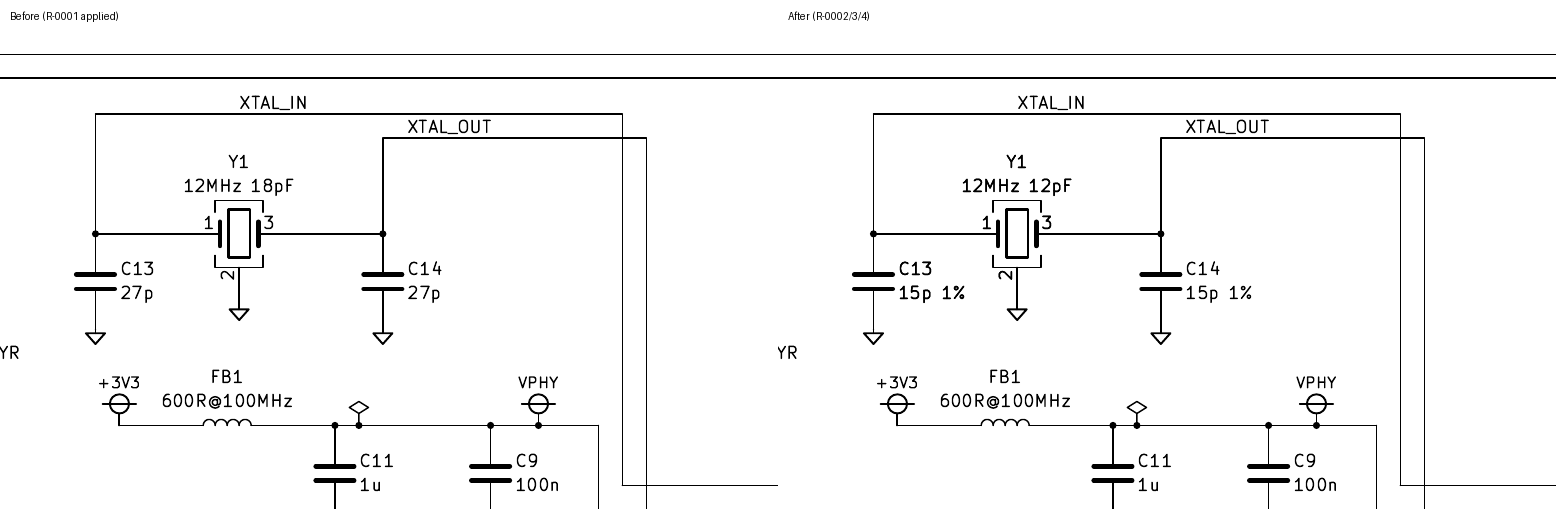 Before (R-0001 applied)
XTAL_IN
XTAL_OUT
Y1
12MHz 18pF
1
3
2
C13
27p
C14
27p
YR
+3V3
FB1
600R@100MHz
VPHY
C11
1u
C9
100n
After (R-0002/3/4)
XTAL_IN
XTAL_OUT
Y1
12MHz 12pF
1
3
2
C13
15p 1%
C14
15p 1%
YR
+3V3
FB1
600R@100MHz
VPHY
C11
1u
C9
100n